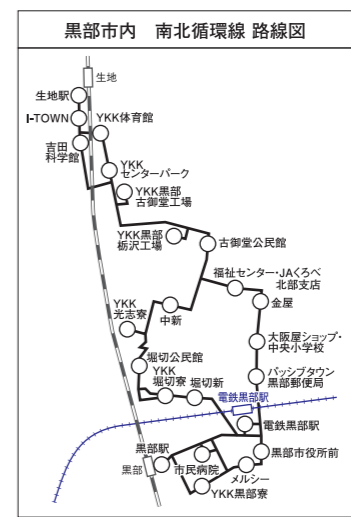 黒部市内　南北循環線 路線図
生地
生地駅
I-TOWN
YKK体育館
吉田
科学館
YKK
センターパーク
YKK黒部
古御堂工場
YKK黒部
栃沢工場
古御堂公民館
福祉センター・JAくろべ
北部支店
金屋
YKK
光志寮
中新
大阪屋ショップ・
中央小学校
堀切公民館
YKK
堀切寮
堀切新
パッシブタウン
黒部郵便局
電鉄黒部駅
電鉄黒部駅
黒部駅
黒部
市民病院
黒部市役所前
メルシー
YKK黒部寮